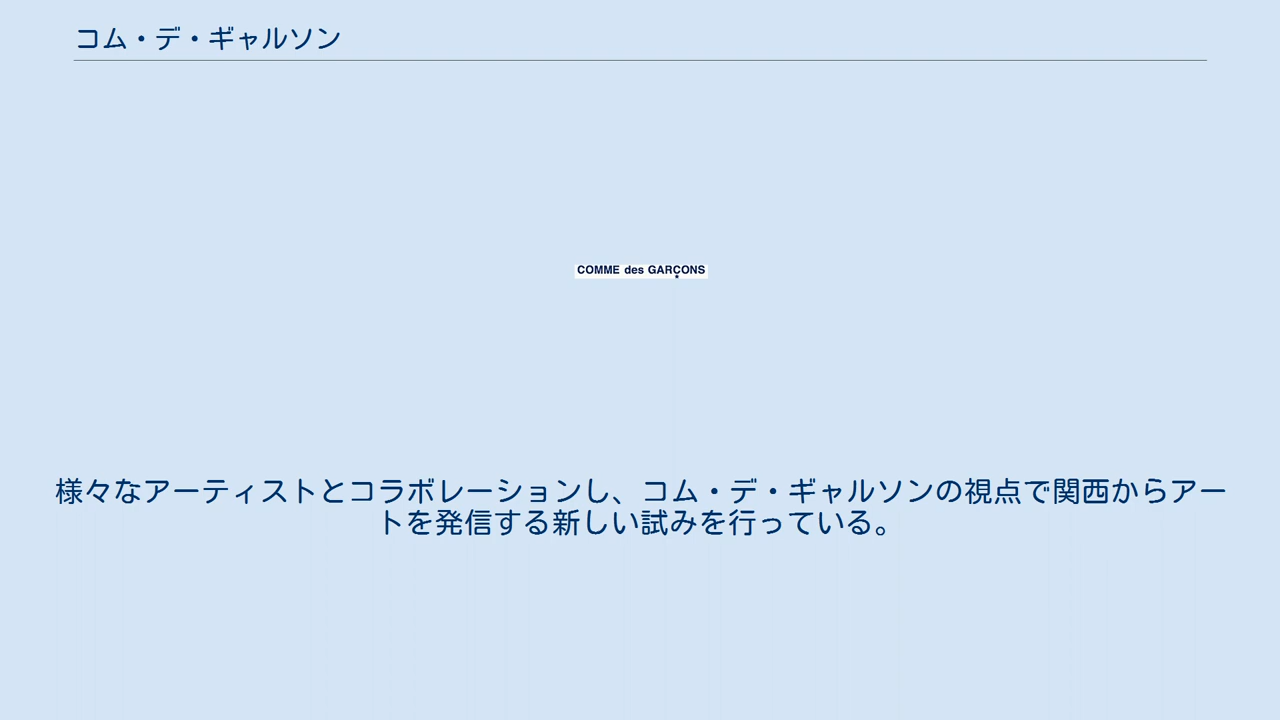 コム・デ・ギャルソン
COMME des GARÇONS
様々なアーティストとコラボレーションし、コム・デ・ギャルソンの視点で関西からアー
トを発信する新しい試みを行っている。